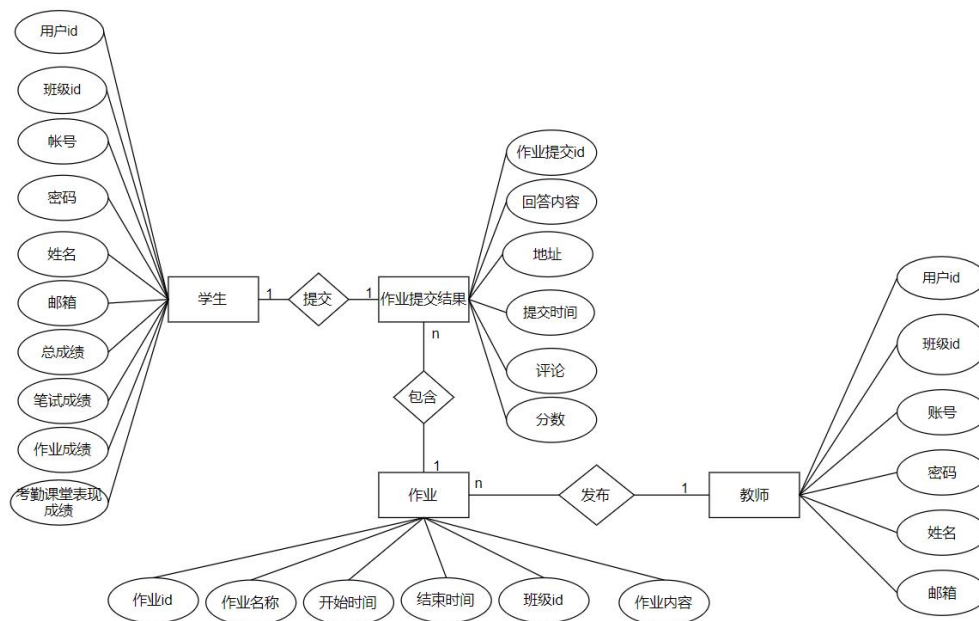 用户id
班级id
帐号
密码
姓名
邮箱
总成绩
笔试成绩
作业成绩
考勤课堂表现
成绩
学生
1
提交
1
作业提交结果
作业提交id
回答内容
地址
提交时间
评论
分数
n
包含
1
作业
n
发布
1
教师
用户id
班级id
账号
密码
姓名
邮箱
作业id
作业名称
开始时间
结束时间
班级id
作业内容